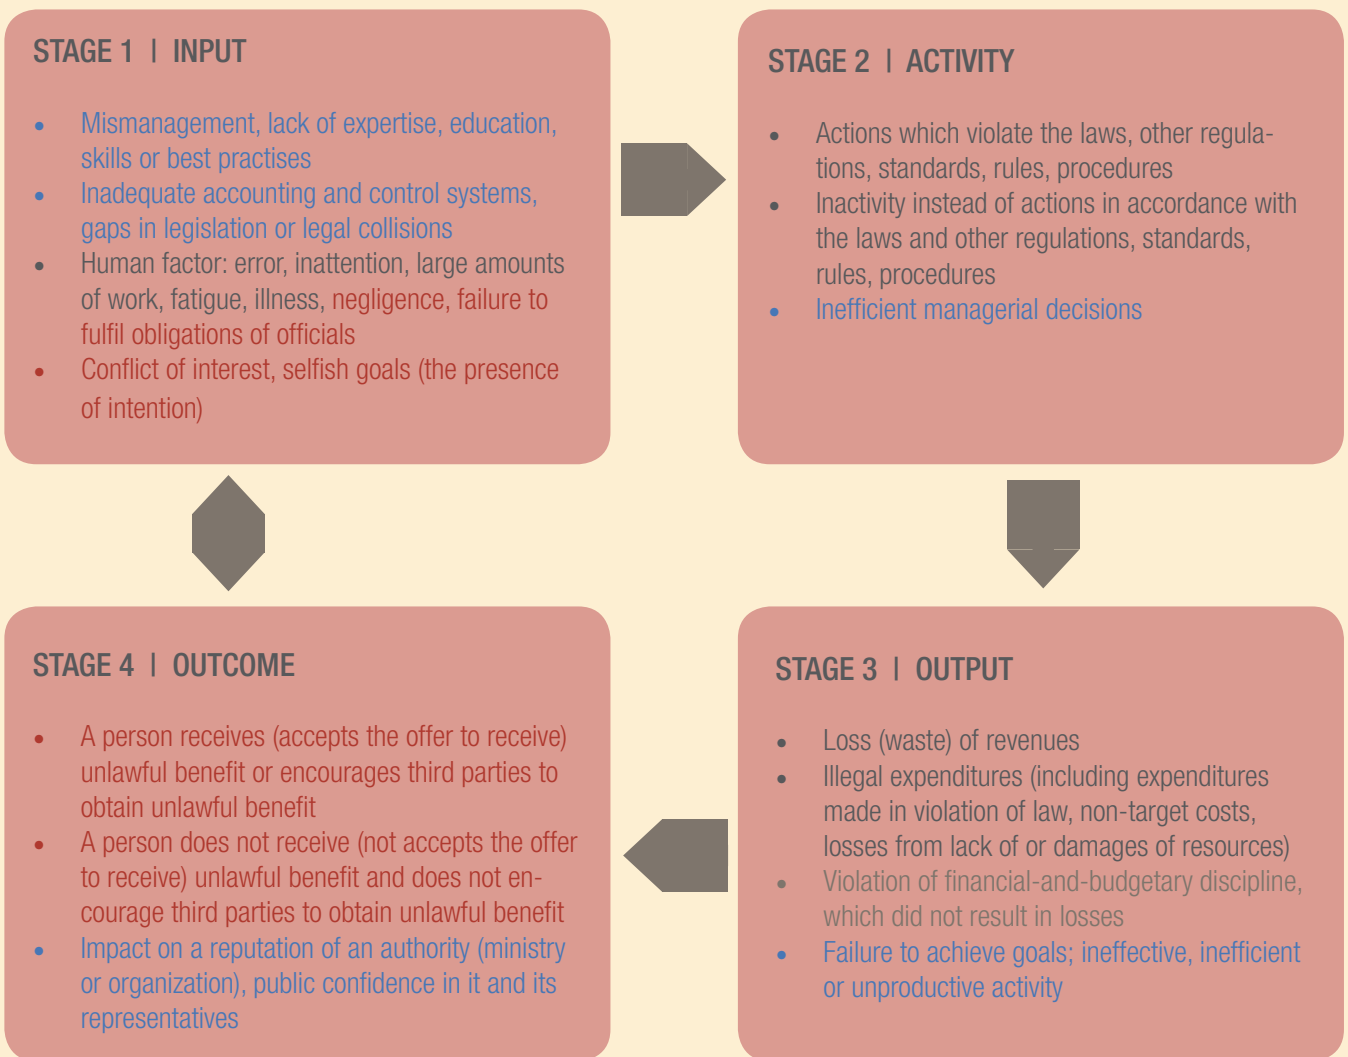 STAGE 1 | INPUT
• Mismanagement, lack of expertise, education,
skills or best practises
• Inadequate accounting and control systems,
gaps in legislation or legal collisions
• Human factor: error, inattention, large amounts
of work, fatigue, illness, negligence, failure to
fulfil obligations of officials
• Conflict of interest, selfish goals (the presence
of intention)
STAGE 2 | ACTIVITY
• Actions which violate the laws, other regula-
tions, standards, rules, procedures
• Inactivity instead of actions in accordance with
the laws and other regulations, standards,
rules, procedures
• Inefficient managerial decisions
STAGE 3 | OUTPUT
• Loss (waste) of revenues
• Illegal expenditures (including expenditures
made in violation of law, non-target costs,
losses from lack of or damages of resources)
• Violation of financial-and-budgetary discipline,
which did not result in losses
• Failure to achieve goals; ineffective, inefficient
or unproductive activity
STAGE 4 | OUTCOME
• A person receives (accepts the offer to receive)
unlawful benefit or encourages third parties to
obtain unlawful benefit
• A person does not receive (not accepts the offer
to receive) unlawful benefit and does not en-
courage third parties to obtain unlawful benefit
• Impact on a reputation of an authority (ministry
or organization), public confidence in it and its
representatives